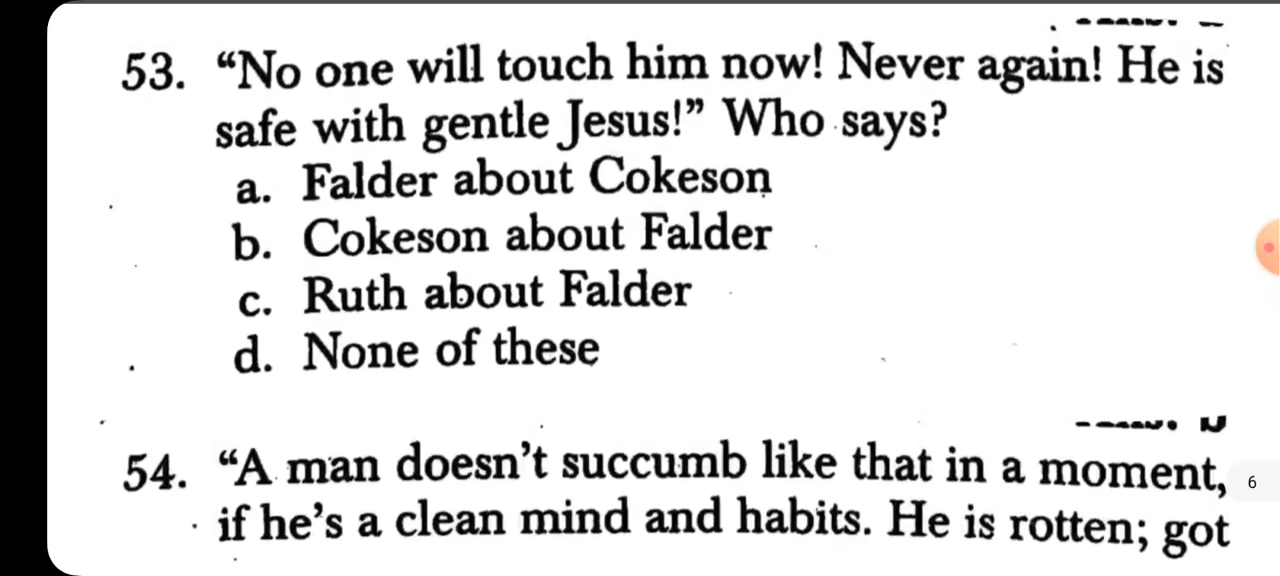 53. “No one will touch him now! Never again! He is
safe with gentle Jesus!” Who says?
a. Falder about Cokeson
b. Cokeson about Falder
c. Ruth about Falder
d. None of these
54. “A man doesn’t succumb like that in a moment,
6
if he’s a clean mind and habits. He is rotten; got